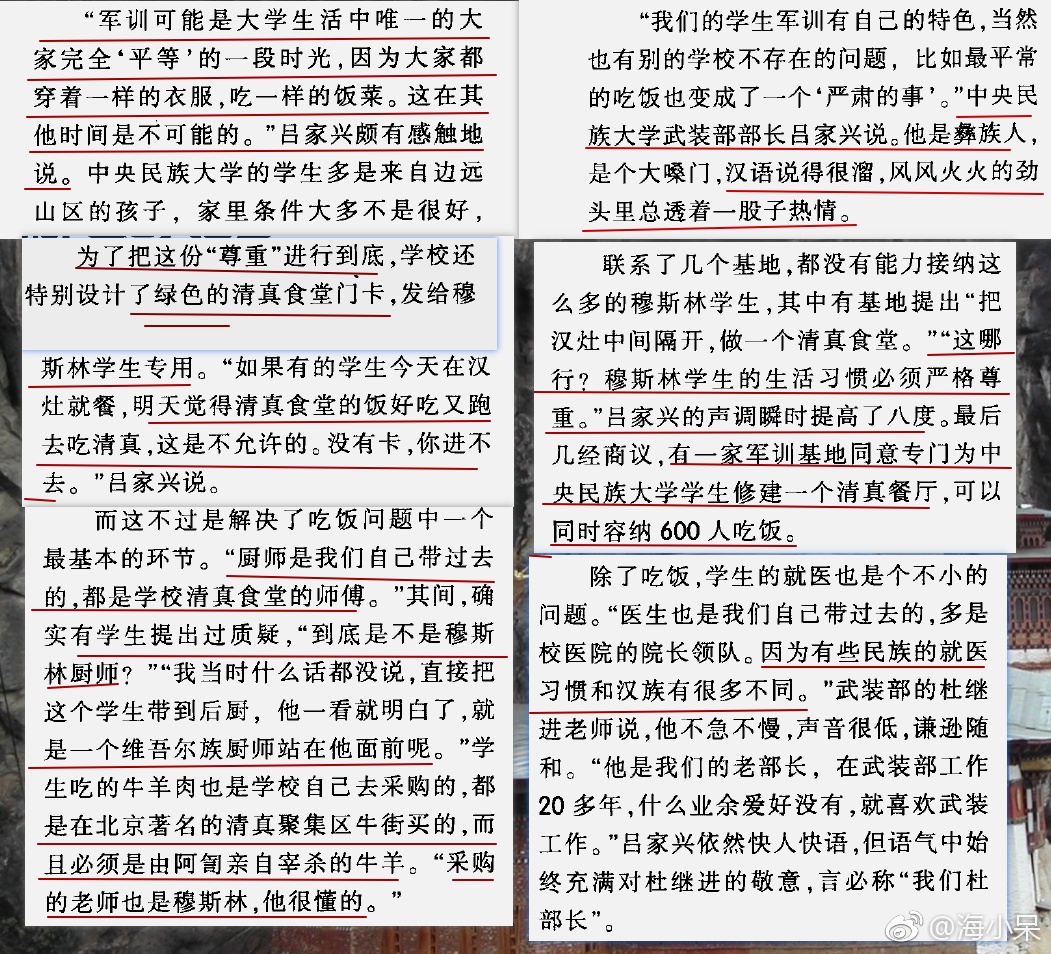 “军训可能是大学生活中唯一的大
家完全‘平等’的一段时光，因为大家都
穿着一样的衣服，吃一样的饭菜。这在其
他时间是不可能的。”吕家兴颇有感触地
说。中央民族大学的学生多是来自边远
山区的孩子，家里条件大多不是很好，
为了把这份“尊重”进行到底，学校还
特别设计了绿色的清真食堂门卡，发给穆
斯林学生专用。“如果有的学生今天在汉
灶就餐，明天觉得清真食堂的饭好吃又跑
去吃清真，这是不允许的。没有卡，你进不
去。”吕家兴说。
而这不过是解决了吃饭问题中一个
最基本的环节。“厨师是我们自己带过去
的，都是学校清真食堂的师傅。”其间，确
实有学生提出过质疑，“到底是不是穆斯
林厨师？”“我当时什么话都没说，直接把
这个学生带到后厨，他一看就明白了，就
是一个维吾尔族厨师站在他面前呢。”学
生吃的牛羊肉也是学校自己去采购的，都
是在北京著名的清真聚集区牛街买的，而
且必须是由阿訇亲自宰杀的牛羊。“采购
的老师也是穆斯林，他很懂的。”
“我们的学生军训有自己的特色，当然
也有别的学校不存在的问题，比如最平常
的吃饭也变成了一个‘严肃的事’。”中央民
族大学武装部部长吕家兴说。他是彝族人，
是个大嗓门，汉语说得很溜，风风火火的劲
头里总透着一股子热情。
联系了几个基地，都没有能力接纳这
么多的穆斯林学生，其中有基地提出“把
汉灶中间隔开，做一个清真食堂。”“这哪
行？穆斯林学生的生活习惯必须严格尊
重。”吕家兴的声调瞬时提高了八度。最后
几经商议，有一家军训基地同意专门为中
央民族大学学生修建一个清真餐厅，可以
同时容纳 600 人吃饭。
除了吃饭，学生的就医也是个不小的
问题。“医生也是我们自己带过去的，多是
校医院的院长领队。因为有些民族的就医
习惯和汉族有很多不同。”武装部的杜继
进老师说，他不急不慢，声音很低，谦逊随
和。“他是我们的老部长，在武装部工作
20 多年，什么业余爱好没有，就喜欢武装
工作。”吕家兴依然快人快语，但语气中始
终充满对杜继进的敬意，言必称“我们杜
部长”。
@海小呆